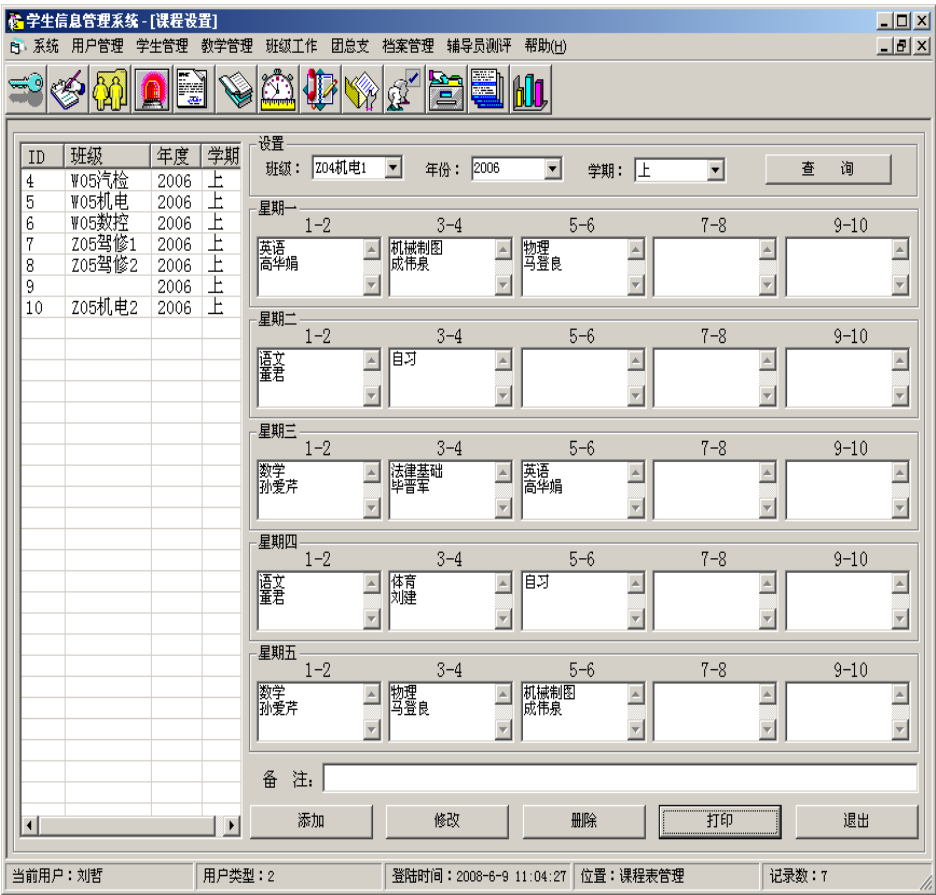 学生信息管理系统 - [课程设置]
系统 用户管理 学生管理 教学管理 班级工作 团总支 档案管理 辅导员测评 帮助(H)
ID 班级 年度 学期
4 W05汽检 2006 上
5 W05机电 2006 上
6 W05数控 2006 上
7 Z05驾修1 2006 上
8 Z05驾修2 2006 上
9 2006 上
10 Z05机电2 2006 上
设置
班级： Z04机电1 年份： 2006 学期： 上 查 询
星期一
1-2 3-4 5-6 7-8 9-10
英语 机械制图 物理
高华娟 成伟泉 马登良
星期二
1-2 3-4 5-6 7-8 9-10
语文 自习
董君
星期三
1-2 3-4 5-6 7-8 9-10
数学 法律基础 英语
孙爱芹 毕晋军 高华娟
星期四
1-2 3-4 5-6 7-8 9-10
语文 体育 自习
董君 刘建
星期五
1-2 3-4 5-6 7-8 9-10
数学 物理 机械制图
孙爱芹 马登良 成伟泉
备 注：
添加 修改 删除 打印 退出
当前用户：刘哲 用户类型：2 登陆时间：2008-6-9 11:04:27 位置：课程表管理 记录数：7